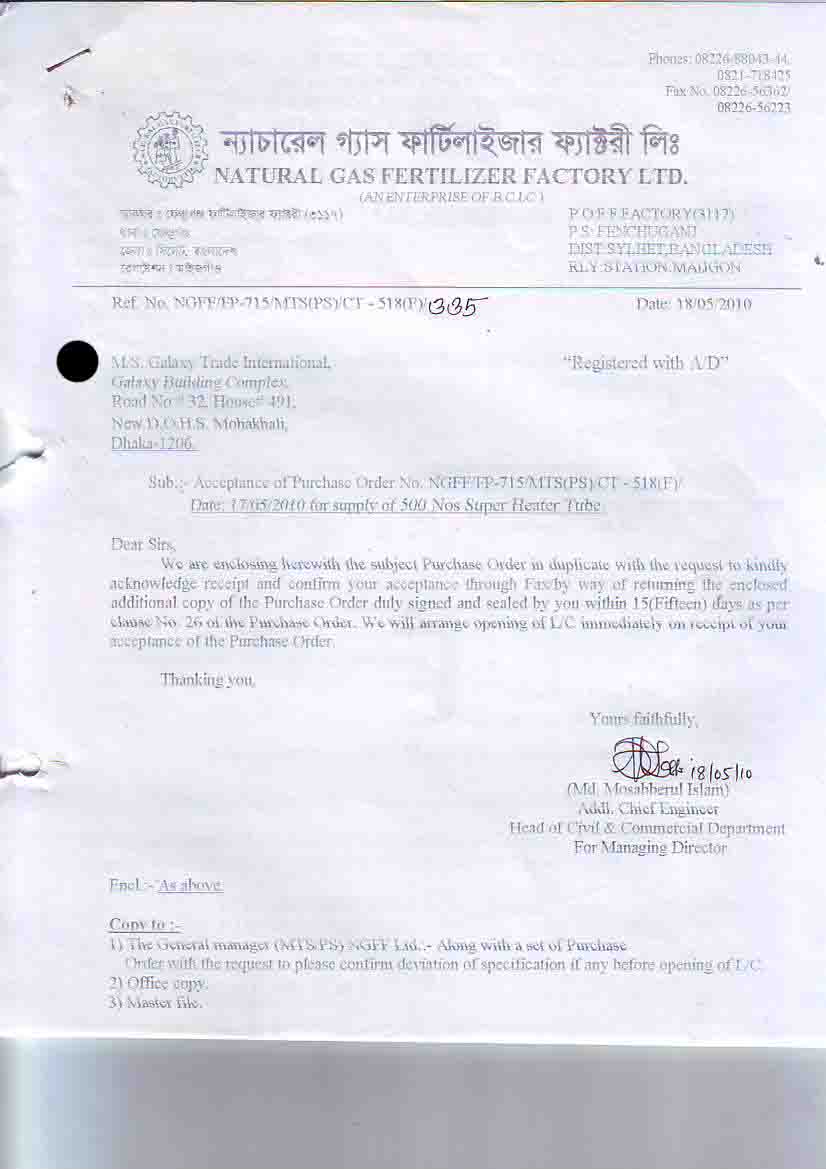 Phones: 08226-88043-44,
0821-718425
Fax No. 08226-56362/
08226-56223
ন্যাচারেল গ্যাস ফার্টিলাইজার ফ্যাক্টরী লিঃ
NATURAL GAS FERTILIZER FACTORY LTD.
(AN ENTERPRISE OF B.C.I.C )
ডাকঘর : ফেঞ্চুগঞ্জ ফার্টিলাইজার ফ্যাক্টরী (৩১১৭)
থানা : ফেঞ্চুগঞ্জ
জেলা : সিলেট, বাংলাদেশ
P.O.F.F.FACTORY(3117)
P.S: FENCHUGANJ
DIST-SYLHET,BANGLADESH
RLY.STATION:MAIJGON
Ref. No. NGFF/FP-715/MTS(PS)/CT - 518(F)/335
Date: 18/05/2010
M/S. Galaxy Trade International,
Galaxy Building Complex,
Road No # 32, House# 491,
New D.O.H.S. Mohakhali,
Dhaka-1206.
“Registered with A/D”
Sub.:- Acceptance of Purchase Order No. NGFF/FP-715/MTS(PS)/CT - 518(F)/
Date: 17/05/2010 for supply of 500 Nos Super Heater Tube.
Dear Sirs,
We are enclosing herewith the subject Purchase Order in duplicate with the request to kindly
acknowledge receipt and confirm your acceptance through Fax/by way of returning the enclosed
additional copy of the Purchase Order duly signed and sealed by you within 15(Fifteen) days as per
clause No. 26 of the Purchase Order. We will arrange opening of L/C immediately on receipt of your
acceptance of the Purchase Order.
Thanking you,
Yours faithfully,
18/05/10
(Md. Mosabberul Islam)
Addl. Chief Engineer
Head of Civil & Commercial Department
For Managing Director
Encl.:- As above.
Copy to :-
1) The General manager (MTS/PS) NGFF Ltd.:- Along with a set of Purchase
Order with the request to please confirm deviation of specification if any before opening of L/C.
2) Office copy.
3) Master file.